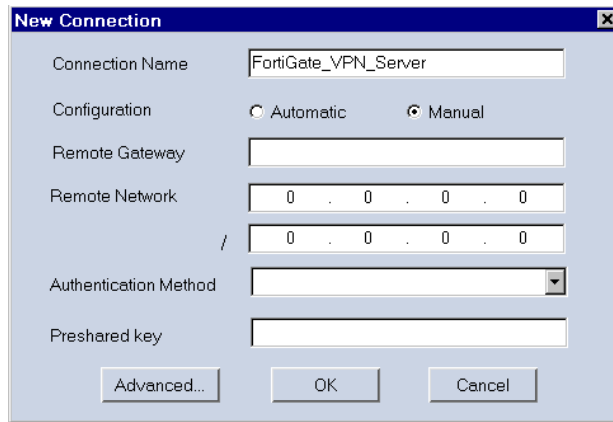 New Connection
Connection Name FortiGate_VPN_Server
Configuration Automatic Manual
Remote Gateway
Remote Network 0 . 0 . 0 . 0
/ 0 . 0 . 0 . 0
Authentication Method
Preshared key
Advanced... OK Cancel